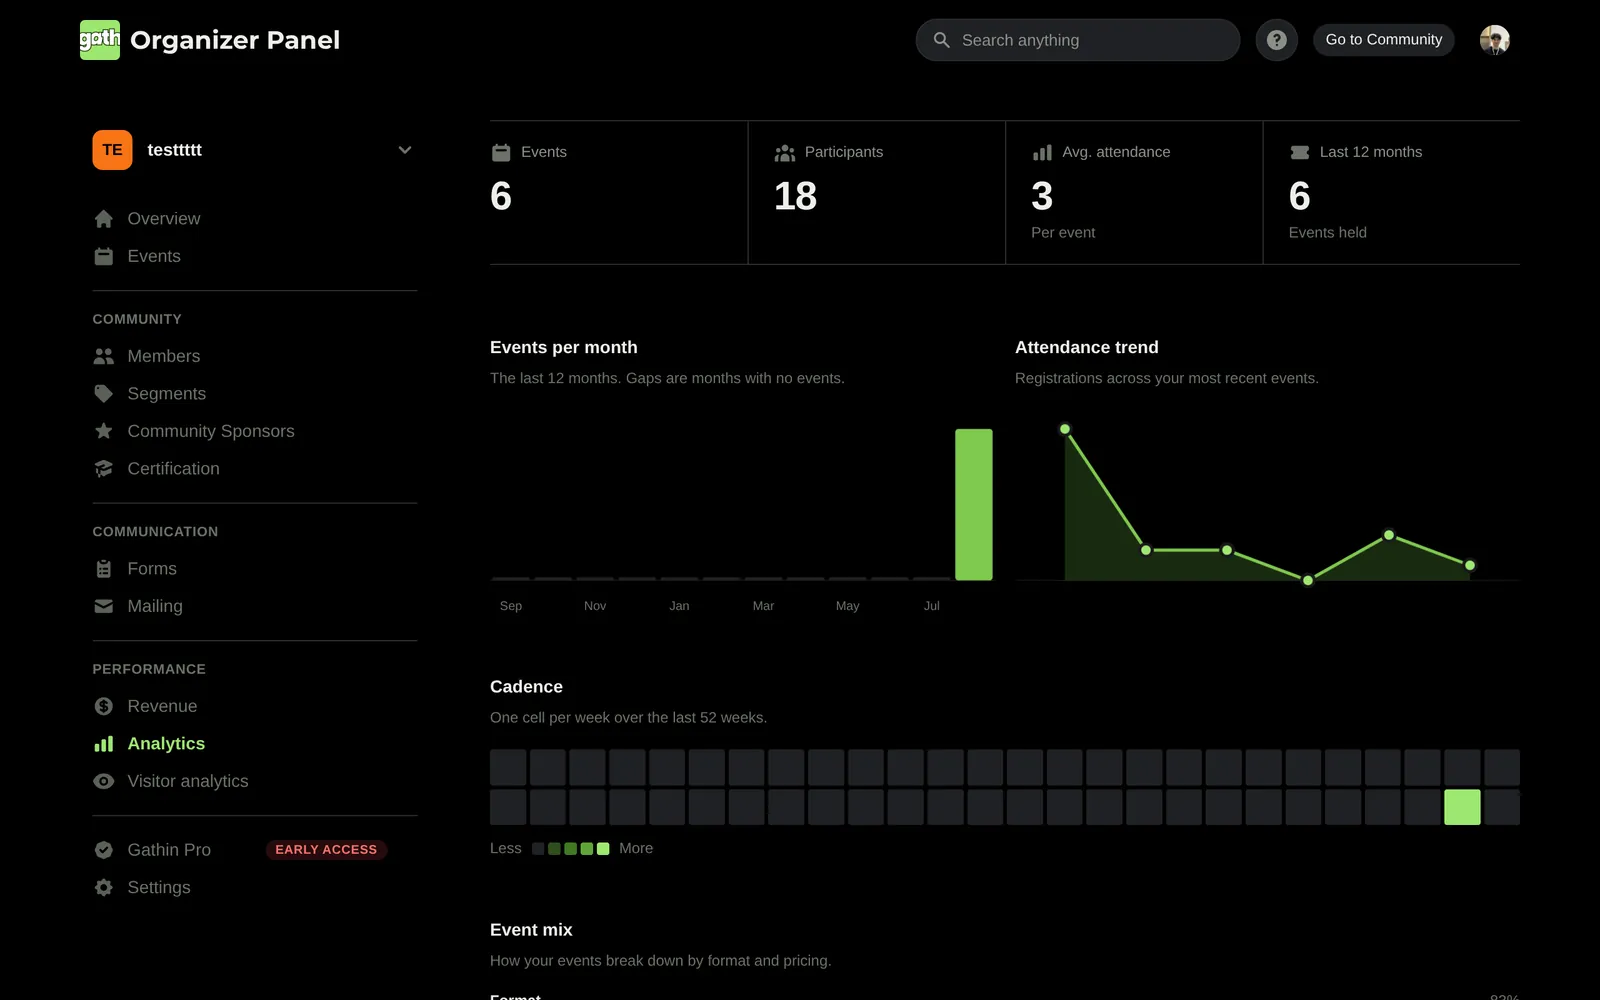 gath Organizer Panel
Search anything
?
Go to Community
TE testtttt
Overview
Events
COMMUNITY
Members
Segments
Community Sponsors
Certification
COMMUNICATION
Forms
Mailing
PERFORMANCE
Revenue
Analytics
Visitor analytics
Gathin Pro EARLY ACCESS
Settings
Events
6
Participants
18
Avg. attendance
3
Per event
Last 12 months
6
Events held
Events per month
The last 12 months. Gaps are months with no events.
Sep Nov Jan Mar May Jul
Attendance trend
Registrations across your most recent events.
Cadence
One cell per week over the last 52 weeks.
Less More
Event mix
How your events break down by format and pricing.
Format 83%